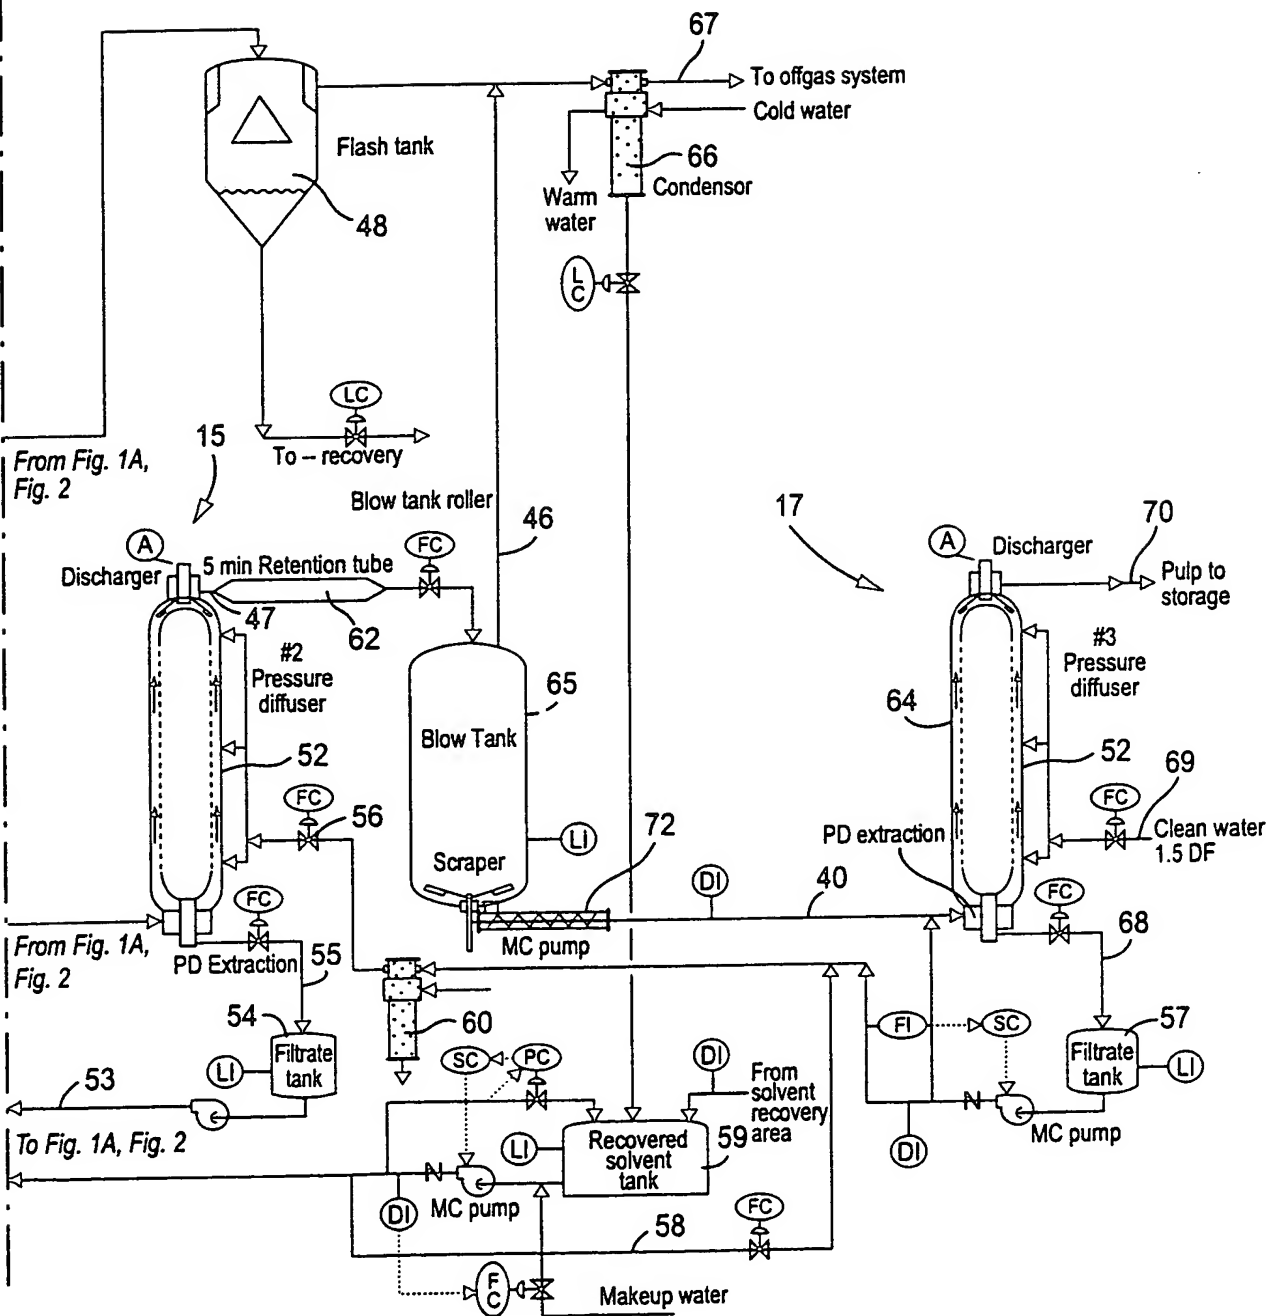 67
To offgas system
Cold water
Flash tank
66
Condensor
Warm
water
48
L
C
LC
15
To – recovery
From Fig. 1A,
Fig. 2
Blow tank roller
46
17
70
A
Discharger
5 min Retention tube
FC
47
62
A
Discharger
Pulp to
storage
#2
Pressure
diffuser
65
Blow Tank
#3
Pressure
diffuser
64
52
52
69
FC
56
FC
Clean water
1.5 DF
PD extraction
LI
72
Scraper
DI
40
FC
FC
MC pump
From Fig. 1A,
Fig. 2
PD Extraction
55
68
54
Filtrate
tank
LI
60
FI
SC
57
Filtrate
tank
LI
SC
PC
DI
From
solvent
recovery
area
53
MC pump
To Fig. 1A, Fig. 2
LI
Recovered
solvent
tank
59
DI
MC pump
DI
FC
58
F
C
Makeup water